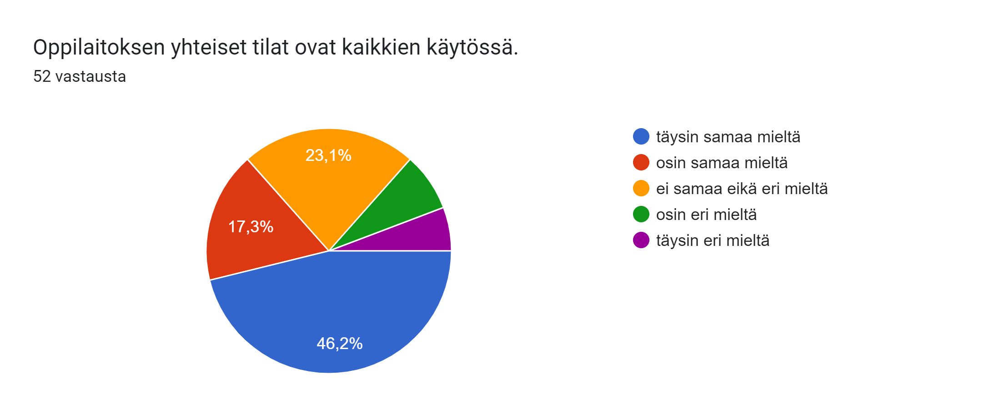 Oppilaitoksen yhteiset tilat ovat kaikkien käytössä.
52 vastausta
23,1%
17,3%
46,2%
täysin samaa mieltä
osin samaa mieltä
ei samaa eikä eri mieltä
osin eri mieltä
täysin eri mieltä